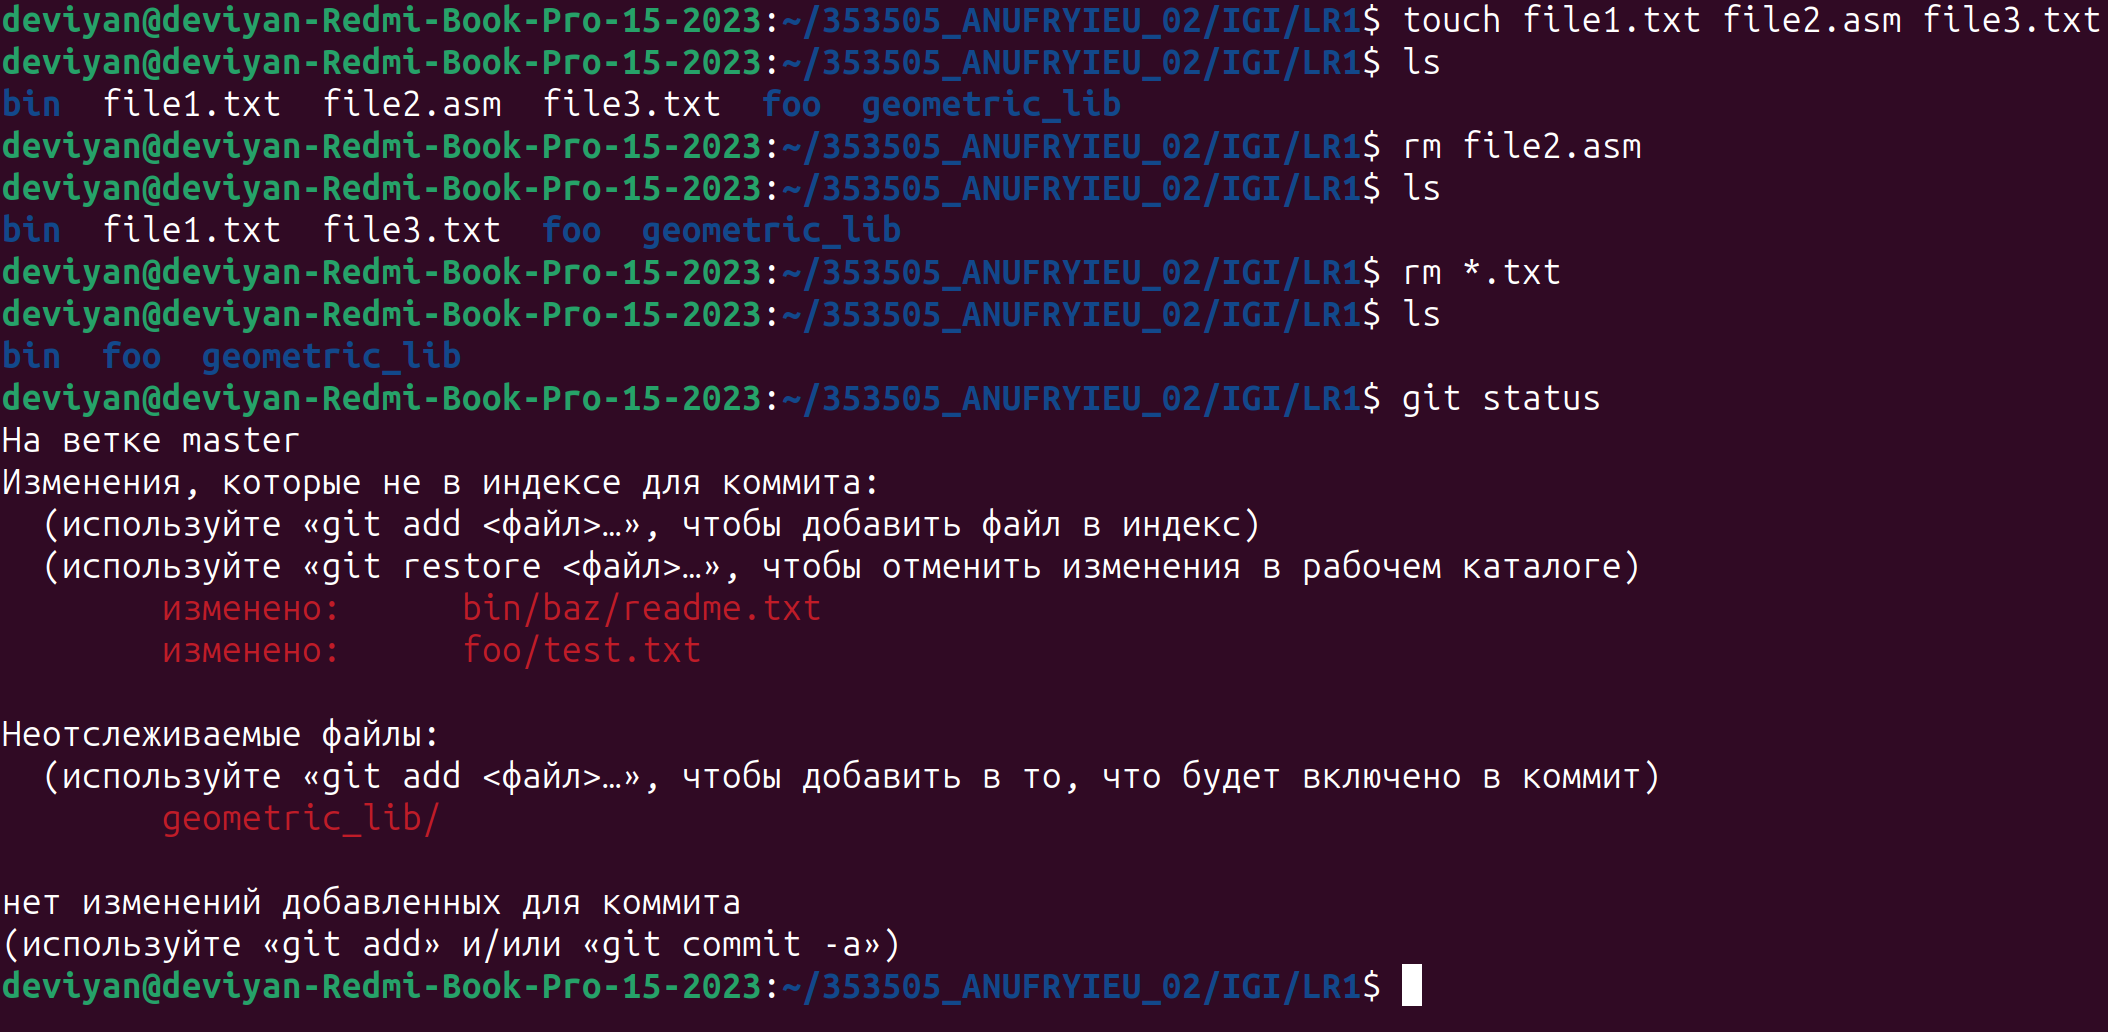 deviyan@deviyan-Redmi-Book-Pro-15-2023:~/353505_ANUFRYIEU_02/IGI/LR1$ touch file1.txt file2.asm file3.txt
deviyan@deviyan-Redmi-Book-Pro-15-2023:~/353505_ANUFRYIEU_02/IGI/LR1$ ls
bin  file1.txt  file2.asm  file3.txt  foo  geometric_lib
deviyan@deviyan-Redmi-Book-Pro-15-2023:~/353505_ANUFRYIEU_02/IGI/LR1$ rm file2.asm
deviyan@deviyan-Redmi-Book-Pro-15-2023:~/353505_ANUFRYIEU_02/IGI/LR1$ ls
bin  file1.txt  file3.txt  foo  geometric_lib
deviyan@deviyan-Redmi-Book-Pro-15-2023:~/353505_ANUFRYIEU_02/IGI/LR1$ rm *.txt
deviyan@deviyan-Redmi-Book-Pro-15-2023:~/353505_ANUFRYIEU_02/IGI/LR1$ ls
bin  foo  geometric_lib
deviyan@deviyan-Redmi-Book-Pro-15-2023:~/353505_ANUFRYIEU_02/IGI/LR1$ git status
На ветке master
Изменения, которые не в индексе для коммита:
  (используйте «git add <файл>…», чтобы добавить файл в индекс)
  (используйте «git restore <файл>…», чтобы отменить изменения в рабочем каталоге)
        изменено:      bin/baz/readme.txt
        изменено:      foo/test.txt

Неотслеживаемые файлы:
  (используйте «git add <файл>…», чтобы добавить в то, что будет включено в коммит)
        geometric_lib/

нет изменений добавленных для коммита
(используйте «git add» и/или «git commit -a»)
deviyan@deviyan-Redmi-Book-Pro-15-2023:~/353505_ANUFRYIEU_02/IGI/LR1$